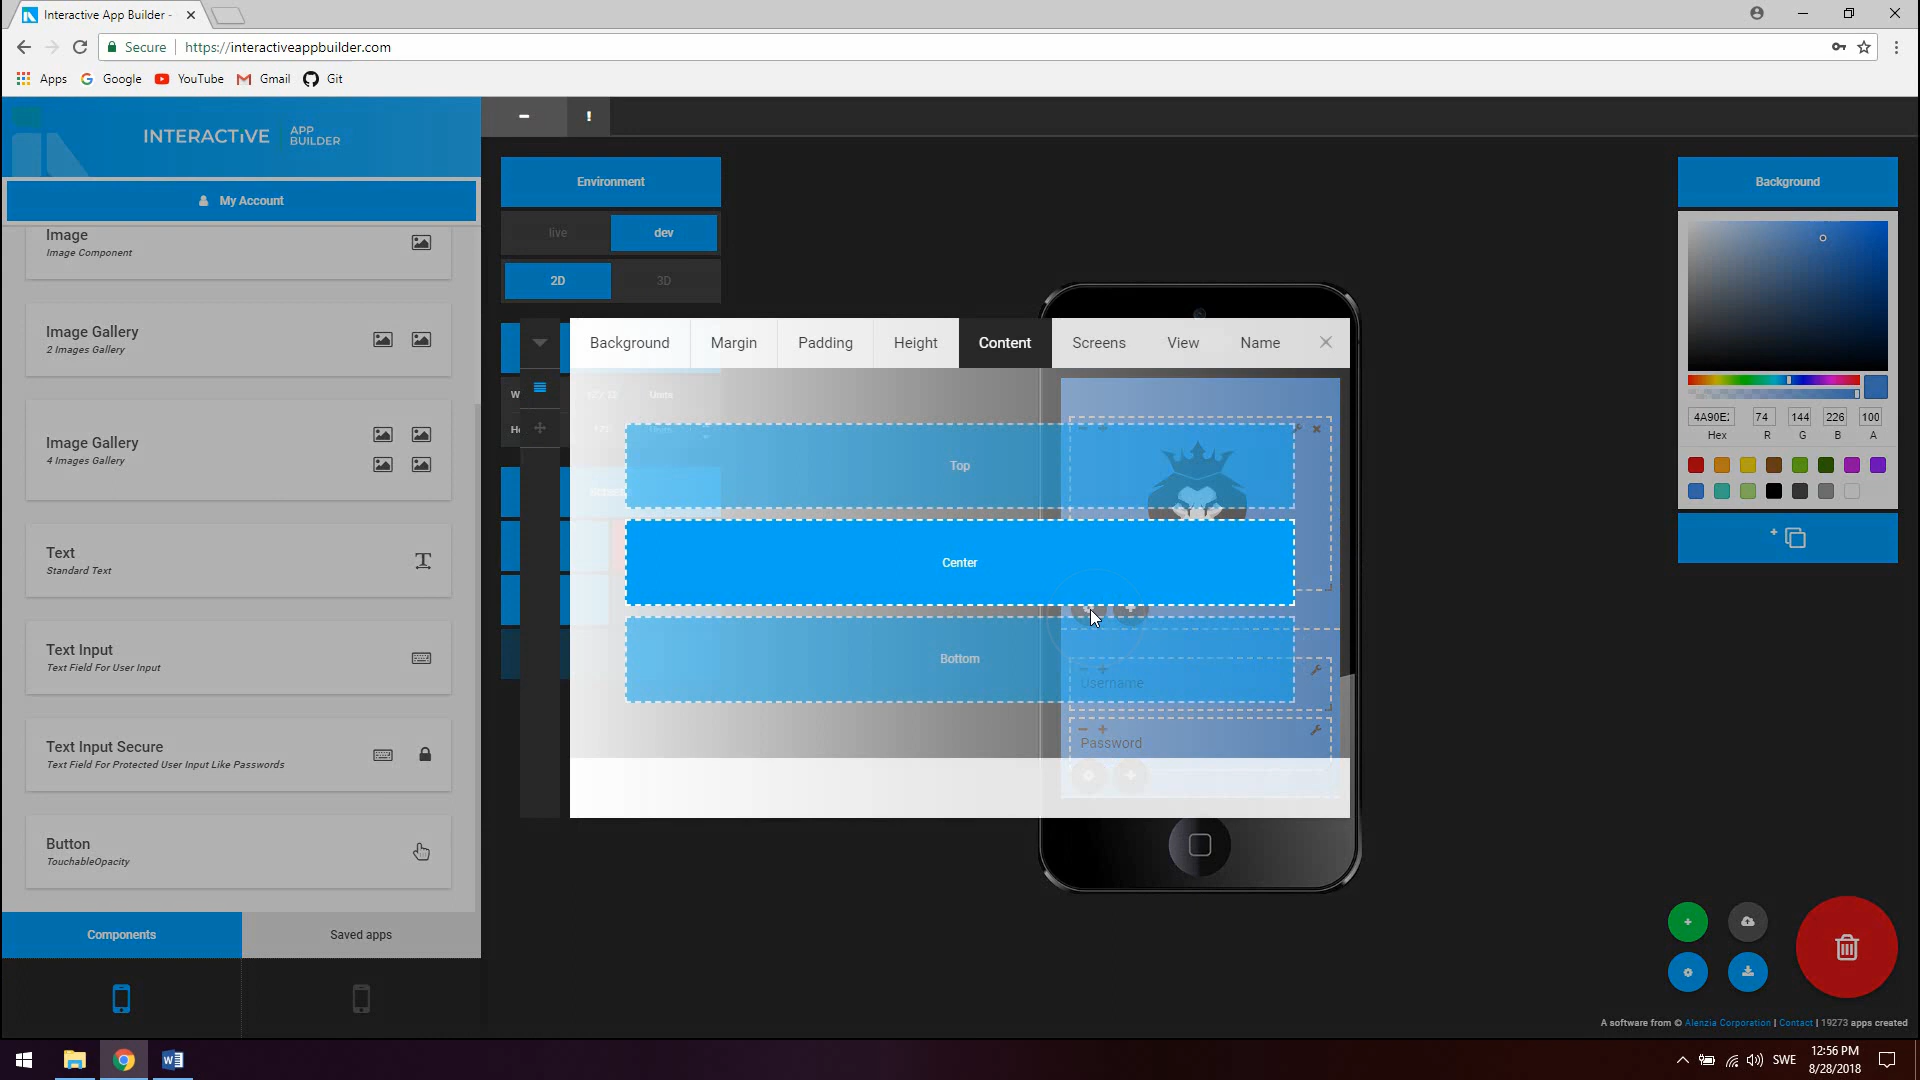 Interactive App Builder -
Secure
https://interactiveappbuilder.com
Apps
Google
YouTube
Gmail
Git
INTERACTIVE
APP
BUILDER
My Account
Image
Image Component
Image Gallery
2 Images Gallery
Image Gallery
4 Images Gallery
Text
Standard Text
Text Input
Text Field For User Input
Text Input Secure
Text Field For Protected User Input Like Passwords
Button
TouchableOpacity
Components
Saved apps
Environment
live
dev
2D
3D
Background
Margin
Padding
Height
Content
Screens
View
Name
Units
Top
Center
Bottom
Username
Password
Background
4A90E2
74
144
226
100
Hex
R
G
B
A
A software from © Alenzia Corporation | Contact | 19273 apps created
SWE
12:56 PM
8/28/2018